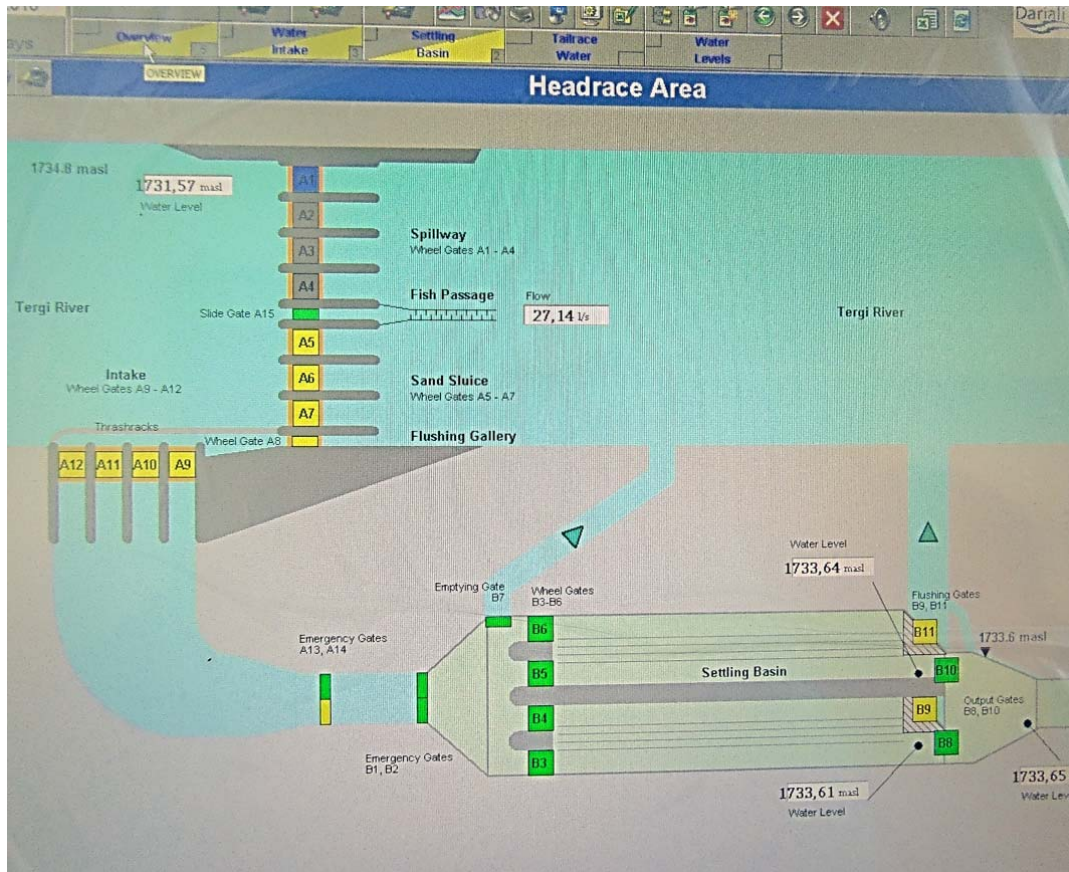 Dariali
Overview
5
Water
Intake
3
Settling
Basin
2
Tailrace
Water
Water
Levels
ays
OVERVIEW
Headrace Area
1734.8 masl
1731,57 masl
Water Level
A1
A2
A3
A4
Spillway
Wheel Gates A1 - A4
Fish Passage
Flow
27,14 l/s
Slide Gate A15
Tergi River
Tergi River
A5
A6
A7
Intake
Wheel Gates A9 - A12
Sand Sluice
Wheel Gates A5 - A7
Thrashracks
Wheel Gate A8
Flushing Gallery
A12 A11 A10 A9
Water Level
1733,64 masl
Emptying Gate
B7
Wheel Gates
B3-B6
Flushing Gates
B9, B11
B6
B11
1733.6 masl
Emergency Gates
A13, A14
B5
Settling Basin
B10
B4
B9
Output Gates
B8, B10
B3
B8
Emergency Gates
B1, B2
1733,61 masl
Water Level
1733,65
Water Lev